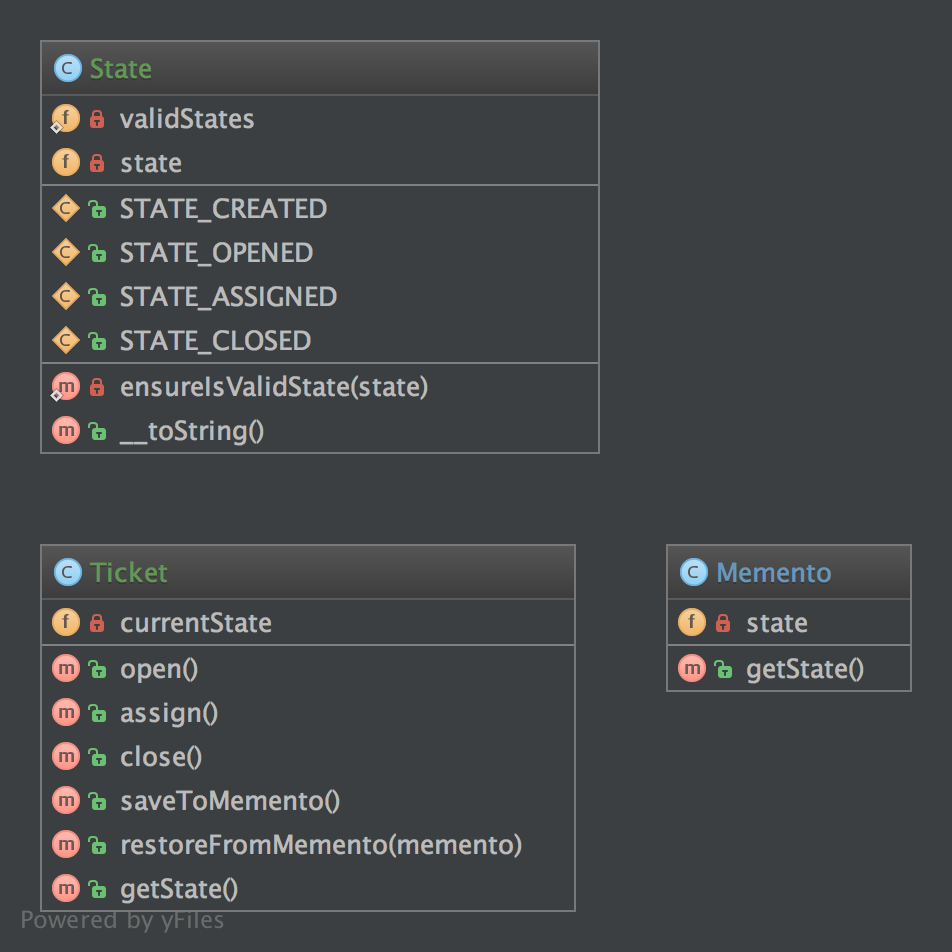 State
validStates
state
STATE_CREATED
STATE_OPENED
STATE_ASSIGNED
STATE_CLOSED
ensureIsValidState(state)
__toString()
Ticket
currentState
open()
assign()
close()
saveToMemento()
restoreFromMemento(memento)
getState()
Memento
state
getState()
Powered by yFiles